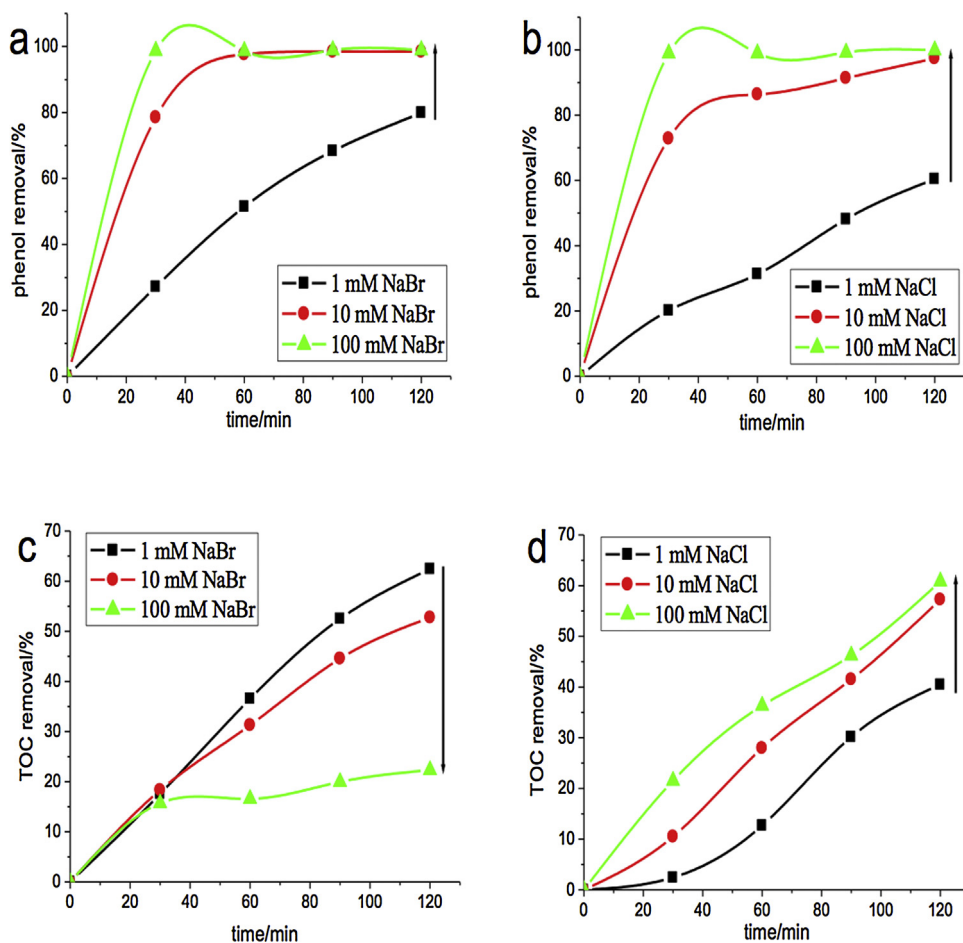 a
phenol removal/%
100
80
60
40
20
0
0 20 40 60 80 100 120
time/min
1 mM NaBr
10 mM NaBr
100 mM NaBr
b
phenol removal/%
100
80
60
40
20
0
0 20 40 60 80 100 120
time/min
1 mM NaCl
10 mM NaCl
100 mM NaCl
c
TOC removal/%
70
60
50
40
30
20
10
0
0 20 40 60 80 100 120
time/min
1 mM NaBr
10 mM NaBr
100 mM NaBr
d
TOC removal/%
70
60
50
40
30
20
10
0
0 20 40 60 80 100 120
time/min
1 mM NaCl
10 mM NaCl
100 mM NaCl